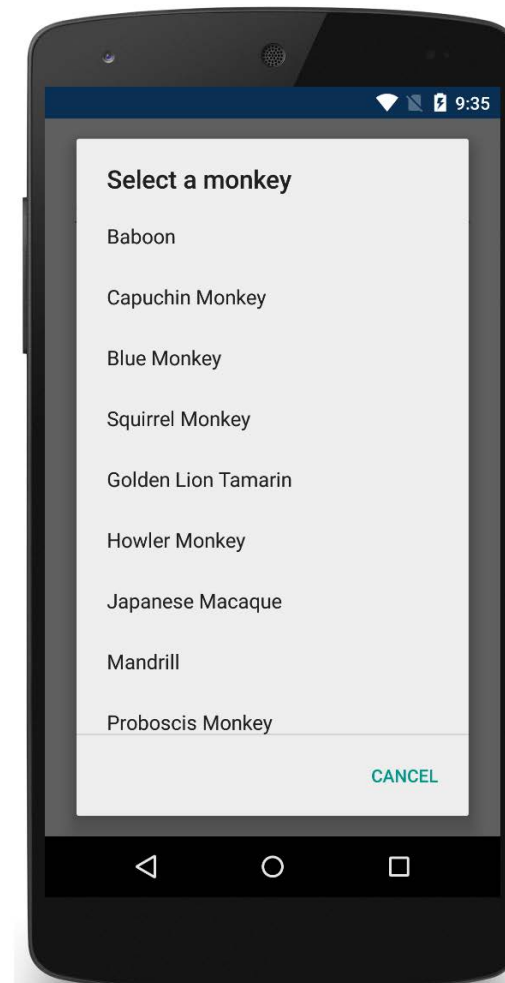 9:35
Select a monkey
Baboon
Capuchin Monkey
Blue Monkey
Squirrel Monkey
Golden Lion Tamarin
Howler Monkey
Japanese Macaque
Mandrill
Proboscis Monkey
CANCEL